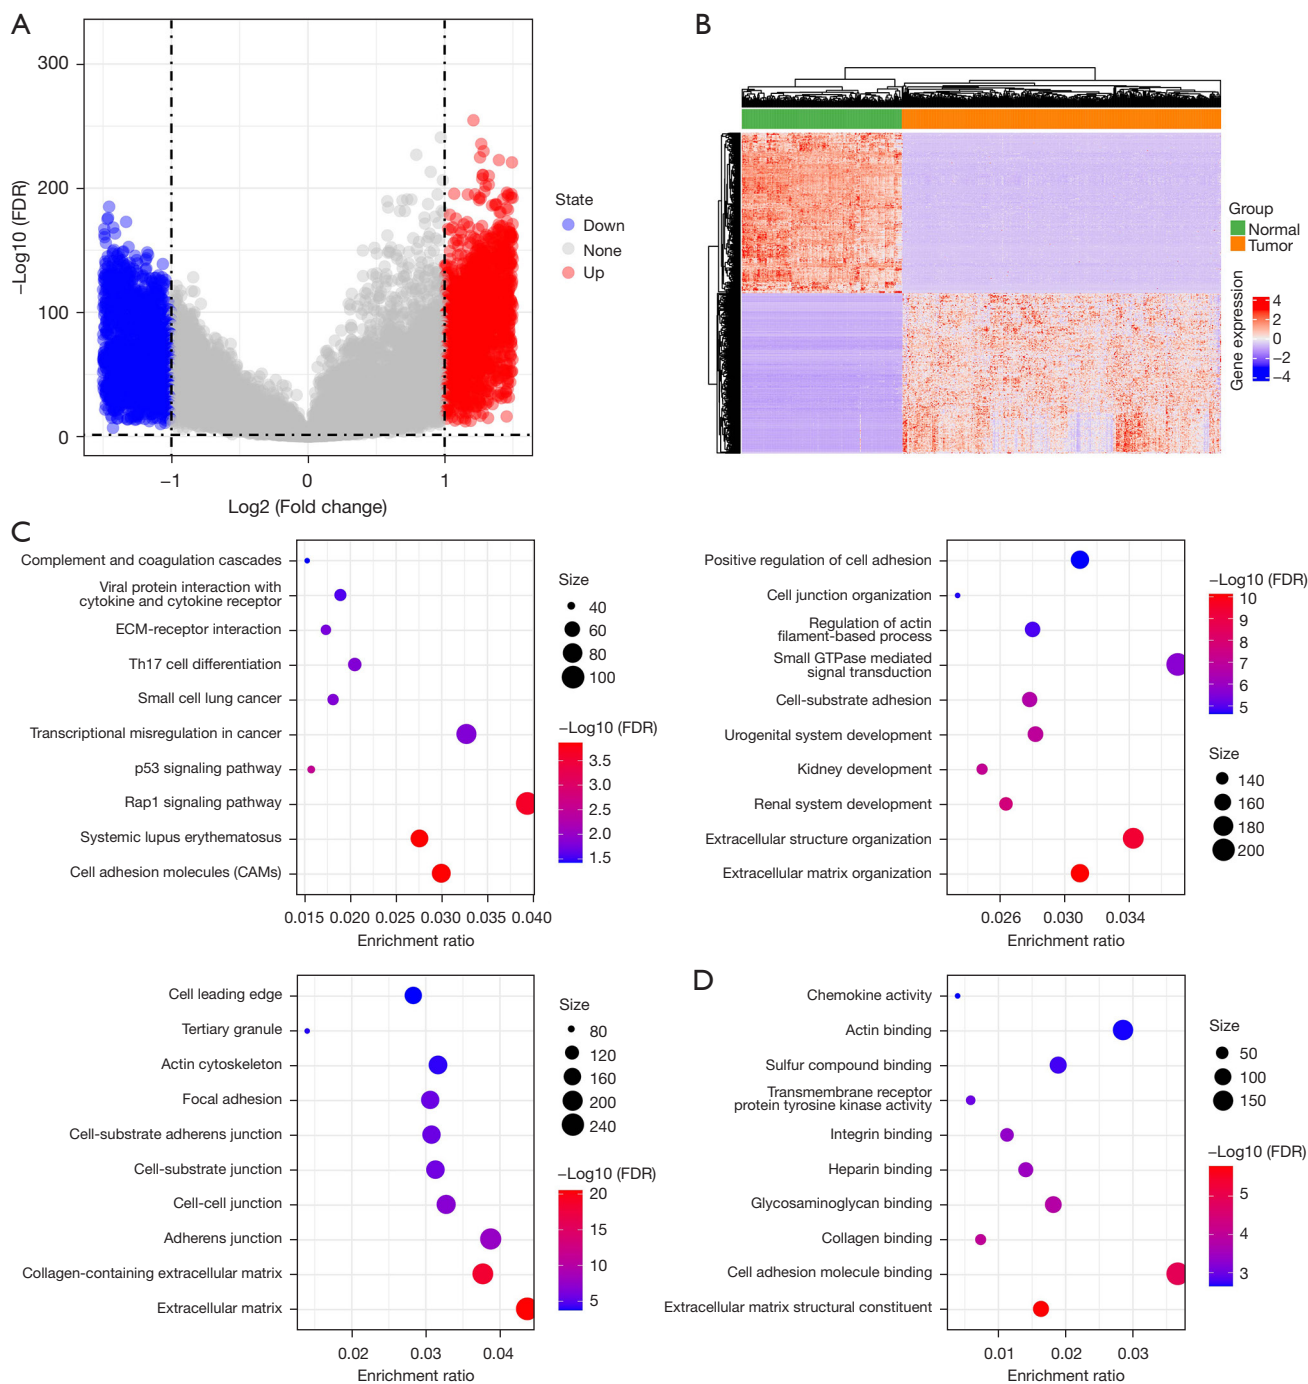 A
300
200
100
0
−Log10 (FDR)
−1
0
1
Log2 (Fold change)
State
Down
None
Up
B
Group
Normal
Tumor
Gene expression
4
2
0
−2
−4
C
Complement and coagulation cascades
Viral protein interaction with
cytokine and cytokine receptor
ECM-receptor interaction
Th17 cell differentiation
Small cell lung cancer
Transcriptional misregulation in cancer
p53 signaling pathway
Rap1 signaling pathway
Systemic lupus erythematosus
Cell adhesion molecules (CAMs)
0.015 0.020 0.025 0.030 0.035 0.040
Enrichment ratio
Size
40
60
80
100
−Log10 (FDR)
3.5
3.0
2.5
2.0
1.5
Positive regulation of cell adhesion
Cell junction organization
Regulation of actin
filament-based process
Small GTPase mediated
signal transduction
Cell-substrate adhesion
Urogenital system development
Kidney development
Renal system development
Extracellular structure organization
Extracellular matrix organization
0.026 0.030 0.034
Enrichment ratio
−Log10 (FDR)
10
9
8
7
6
5
Size
140
160
180
200
Cell leading edge
Tertiary granule
Actin cytoskeleton
Focal adhesion
Cell-substrate adherens junction
Cell-substrate junction
Cell-cell junction
Adherens junction
Collagen-containing extracellular matrix
Extracellular matrix
0.02 0.03 0.04
Enrichment ratio
Size
80
120
160
200
240
−Log10 (FDR)
20
15
10
5
D
Chemokine activity
Actin binding
Sulfur compound binding
Transmembrane receptor
protein tyrosine kinase activity
Integrin binding
Heparin binding
Glycosaminoglycan binding
Collagen binding
Cell adhesion molecule binding
Extracellular matrix structural constituent
0.01 0.02 0.03
Enrichment ratio
Size
50
100
150
−Log10 (FDR)
5
4
3